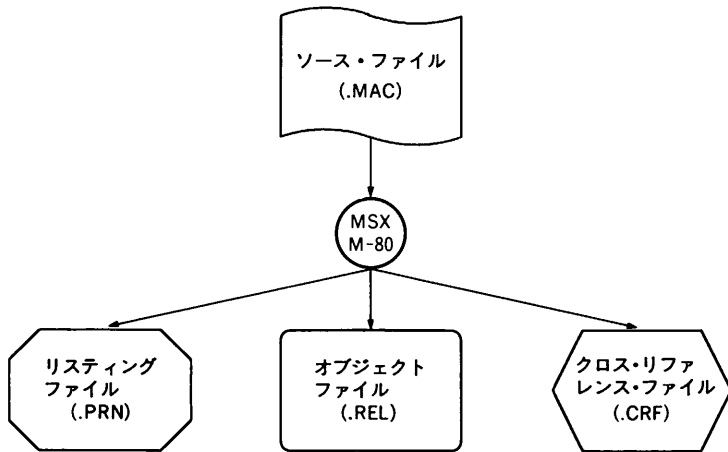 ソース・ファイル
(.MAC)
MSX
M-80
リスティング
ファイル
(.PRN)
オブジェクト
ファイル
(.REL)
クロス・リファ
レンス・ファイル
(.CRF)